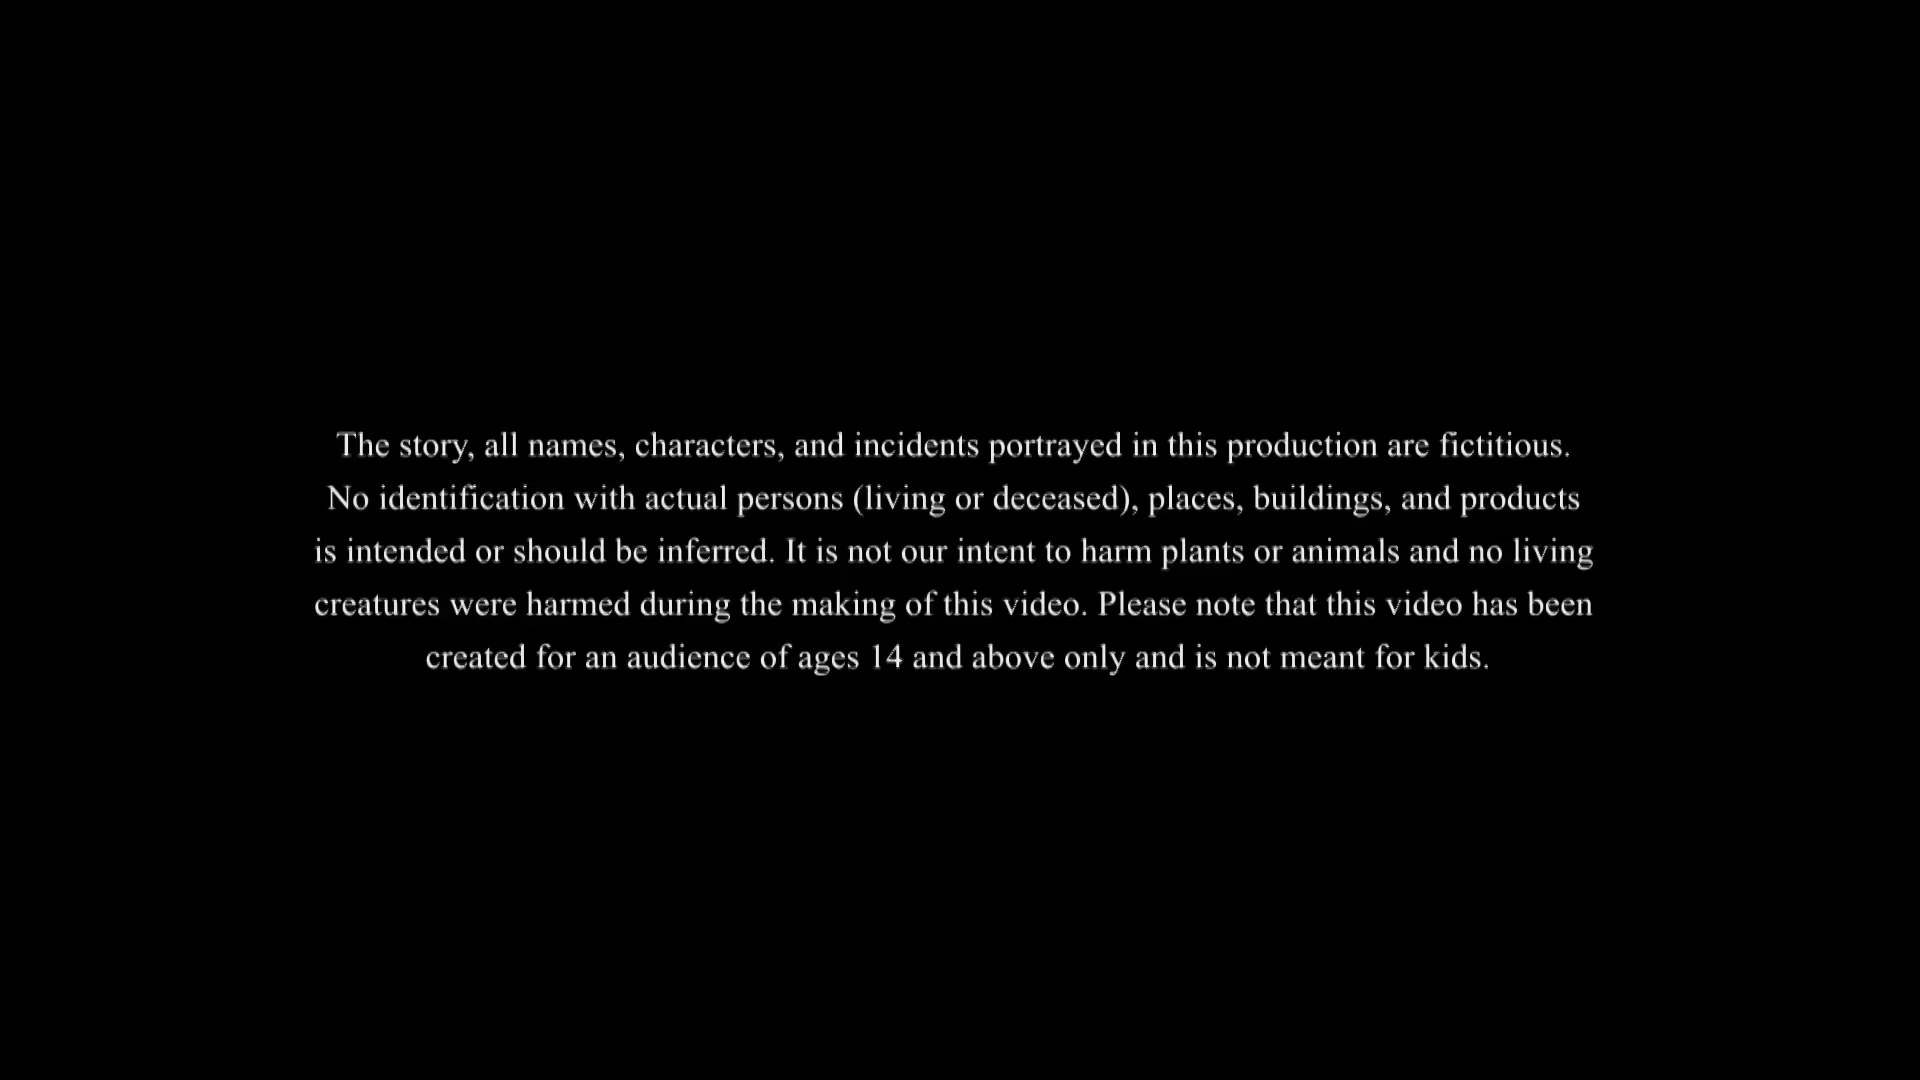 The story, all names, characters, and incidents portrayed in this production are fictitious.
No identification with actual persons (living or deceased), places, buildings, and products
is intended or should be inferred. It is not our intent to harm plants or animals and no living
creatures were harmed during the making of this video. Please note that this video has been
created for an audience of ages 14 and above only and is not meant for kids.